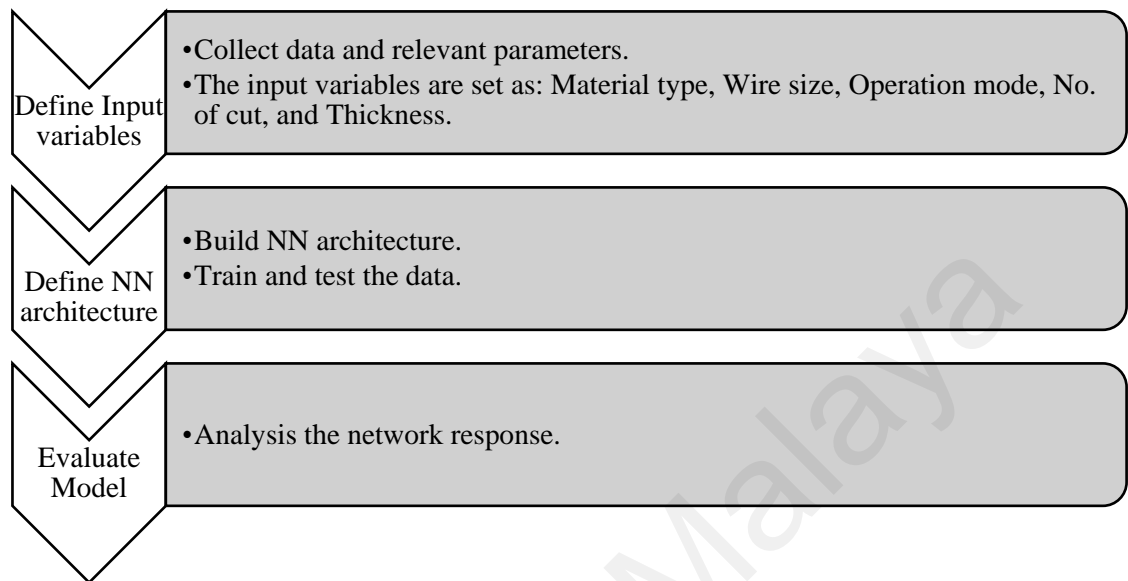 Define Input
variables
•Collect data and relevant parameters.
•The input variables are set as: Material type, Wire size, Operation mode, No.
of cut, and Thickness.
Define NN
architecture
•Build NN architecture.
•Train and test the data.
Evaluate
Model
•Analysis the network response.
Malaya